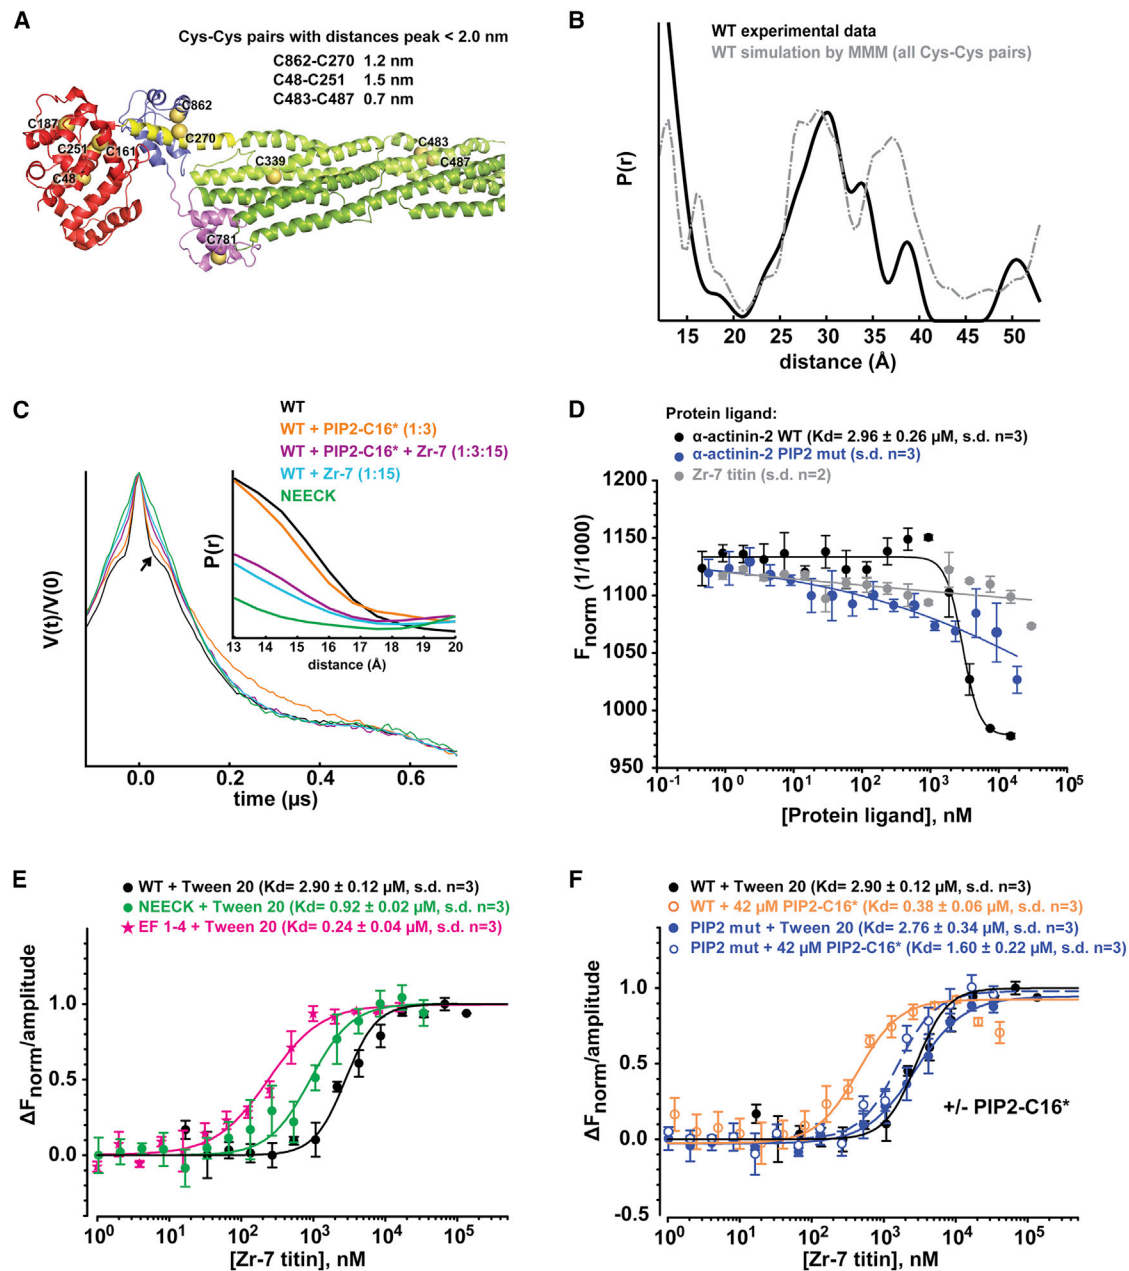 A
Cys-Cys pairs with distances peak < 2.0 nm
C862-C270 1.2 nm
C48-C251 1.5 nm
C483-C487 0.7 nm
C862
C187
C270
C251
C161
C483
C339
C487
C48
C781
B
WT experimental data
WT simulation by MMM (all Cys-Cys pairs)
P(r)
15 20 25 30 35 40 45 50
distance (Å)
C
WT
WT + PIP2-C16* (1:3)
WT + PIP2-C16* + Zr-7 (1:3:15)
WT + Zr-7 (1:15)
NEECK
P(r)
13 14 15 16 17 18 19 20
distance (Å)
V(t)/V(0)
0.0 0.2 0.4 0.6
time (µs)
D
Protein ligand:
α-actinin-2 WT (Kd= 2.96 ± 0.26 µM, s.d. n=3)
α-actinin-2 PIP2 mut (s.d. n=3)
Zr-7 titin (s.d. n=2)
1200
1150
1100
1050
1000
950
Fnorm (1/1000)
10-1 100 101 102 103 104 105
[Protein ligand], nM
E
WT + Tween 20 (Kd= 2.90 ± 0.12 µM, s.d. n=3)
NEECK + Tween 20 (Kd= 0.92 ± 0.02 µM, s.d. n=3)
EF 1-4 + Tween 20 (Kd= 0.24 ± 0.04 µM, s.d. n=3)
1.0
0.5
0.0
ΔFnorm/amplitude
100 101 102 103 104 105
[Zr-7 titin], nM
F
WT + Tween 20 (Kd= 2.90 ± 0.12 µM, s.d. n=3)
WT + 42 µM PIP2-C16* (Kd= 0.38 ± 0.06 µM, s.d. n=3)
PIP2 mut + Tween 20 (Kd= 2.76 ± 0.34 µM, s.d. n=3)
PIP2 mut + 42 µM PIP2-C16* (Kd= 1.60 ± 0.22 µM, s.d. n=3)
1.0
0.5
0.0
-0.5
ΔFnorm/amplitude
+/- PIP2-C16*
100 101 102 103 104 105
[Zr-7 titin], nM